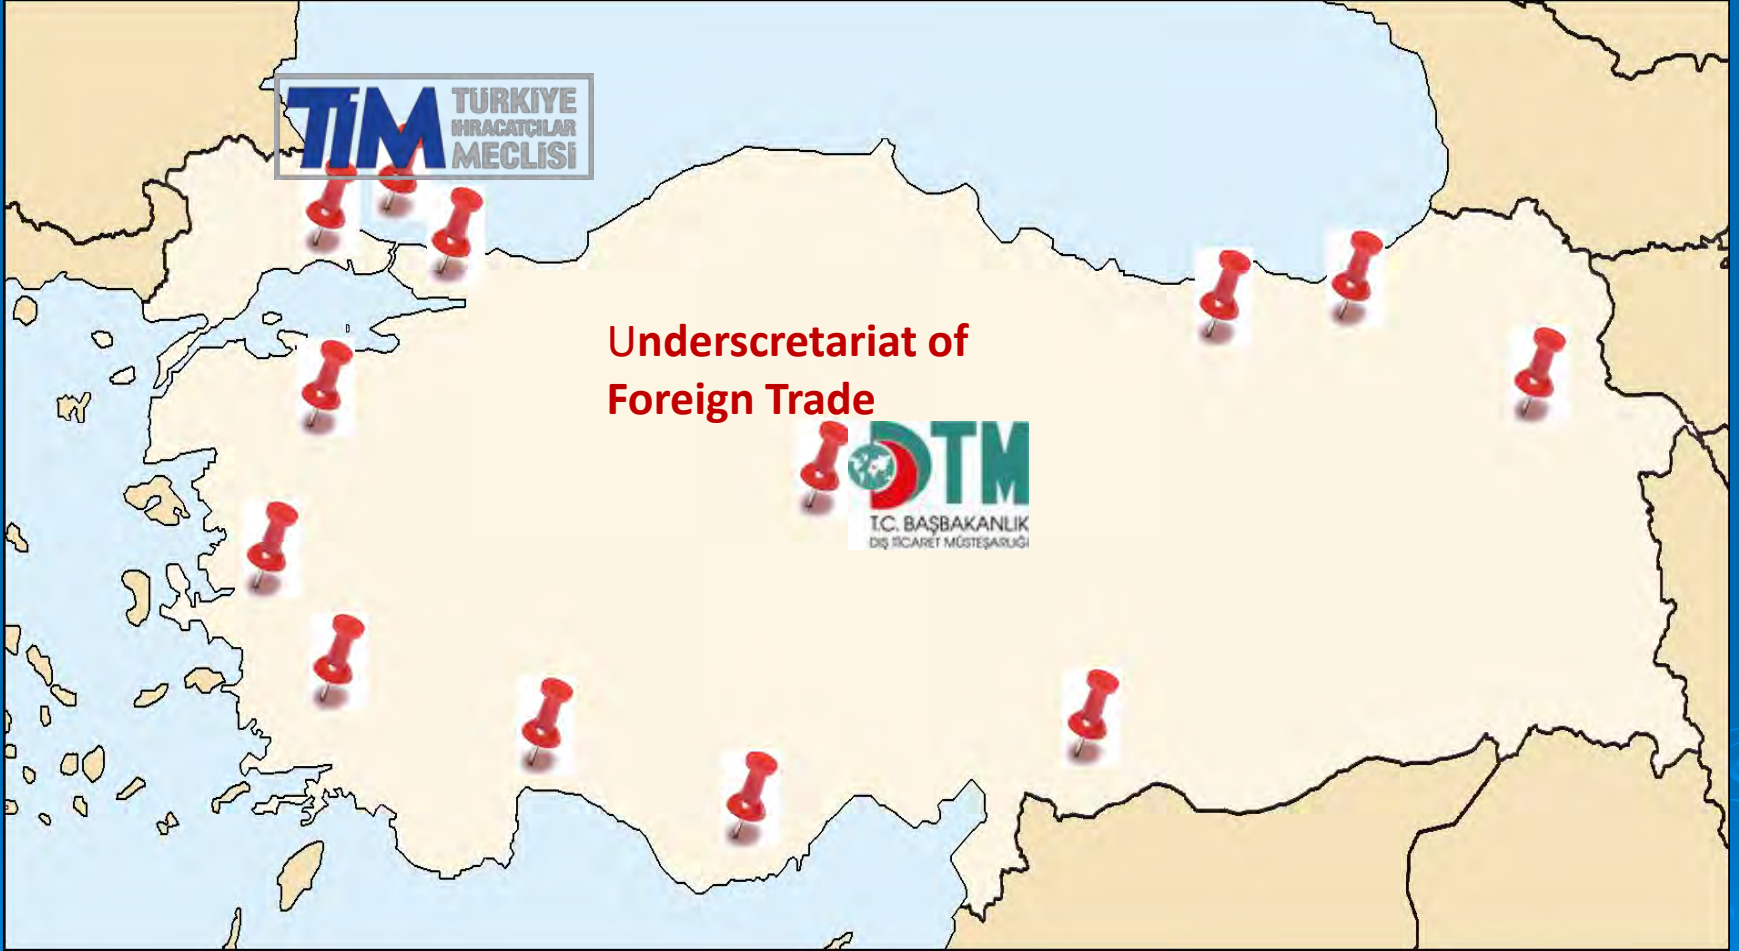 TİM TÜRKİYE
İHRACATÇILAR
MECLİSİ
Underscretariat of
Foreign Trade
DTM
T.C. BAŞBAKANLIK
DIŞ TİCARET MÜSTEŞARLIĞI